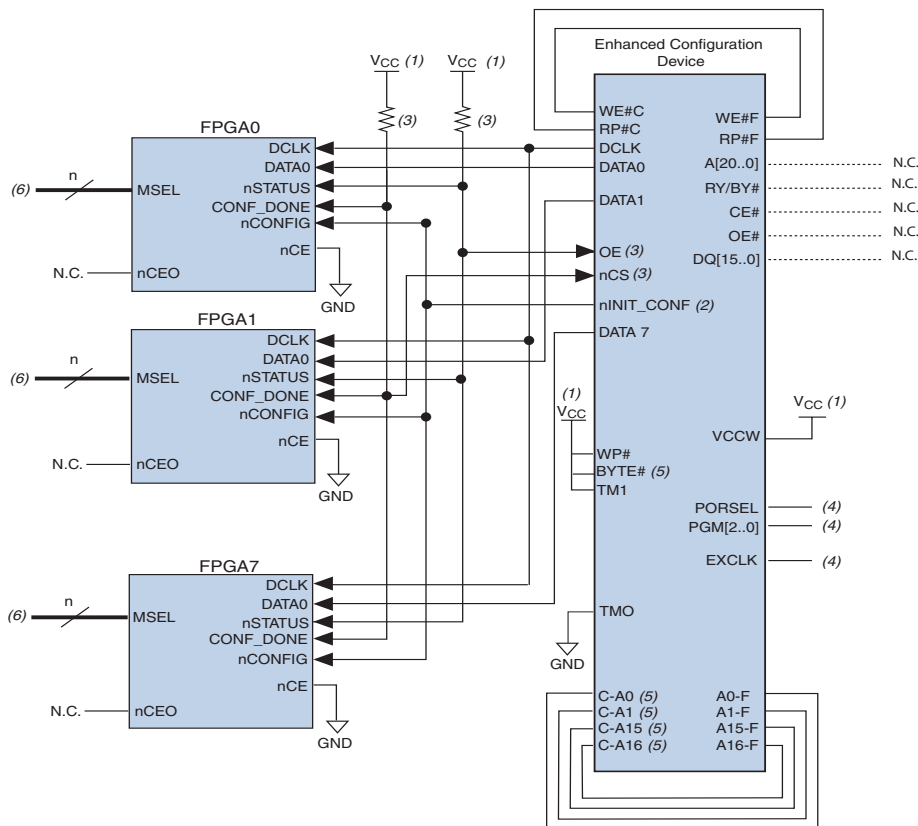 Enhanced Configuration
Device
VCC (1)
VCC (1)
(3)
(3)
FPGA0
DCLK
DATA0
nSTATUS
CONF_DONE
nCONFIG
nCE
GND
(6)
n
MSEL
N.C.
nCEO
FPGA1
DCLK
DATA0
nSTATUS
CONF_DONE
nCONFIG
nCE
GND
(6)
n
MSEL
N.C.
nCEO
FPGA7
DCLK
DATA0
nSTATUS
CONF_DONE
nCONFIG
nCE
GND
(6)
n
MSEL
N.C.
nCEO
WE#C
RP#C
DCLK
DATA0
DATA1
OE (3)
nCS (3)
nINIT_CONF (2)
DATA 7
(1)
VCC
WP#
BYTE# (5)
TM1
TMO
GND
C-A0 (5)
C-A1 (5)
C-A15 (5)
C-A16 (5)
WE#F
RP#F
A[20..0] N.C.
RY/BY# N.C.
CE# N.C.
OE# N.C.
DQ[15..0] N.C.
VCC (1)
VCCW
PORSEL (4)
PGM[2..0] (4)
EXCLK (4)
A0-F
A1-F
A15-F
A16-F